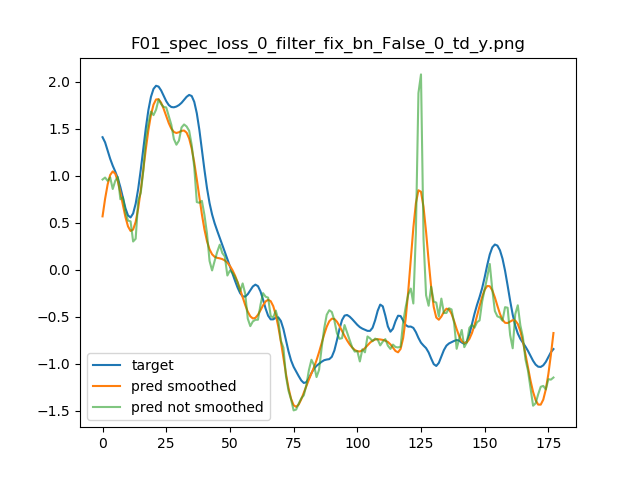 F01_spec_loss_0_filter_fix_bn_False_0_td_y.png
2.0
1.5
1.0
0.5
0.0
−0.5
−1.0
−1.5
target
pred smoothed
pred not smoothed
0 25 50 75 100 125 150 175